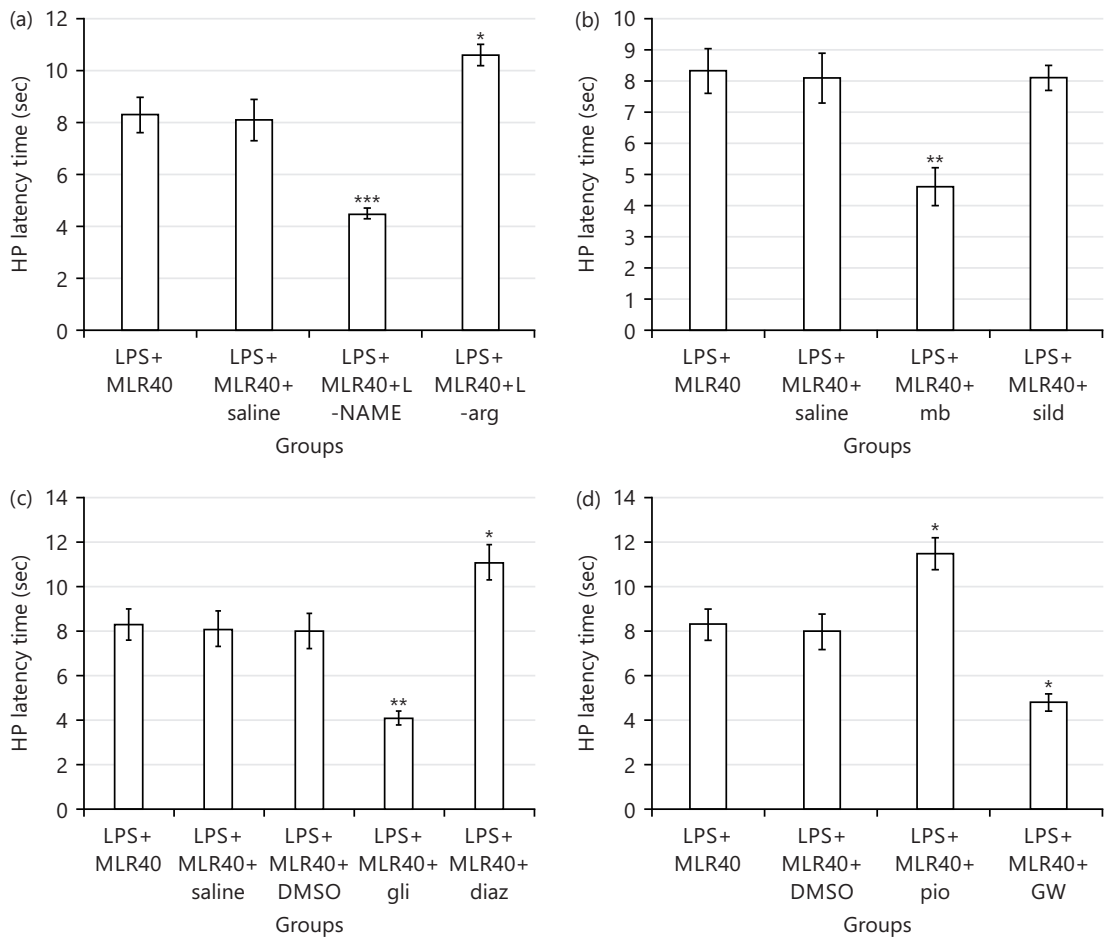 (a)
HP latency time (sec)
12
10
8
6
4
2
0
*
***
LPS+ LPS+ LPS+ LPS+
MLR40 MLR40+ MLR40+L MLR40+L
saline -NAME -arg
Groups
(b)
HP latency time (sec)
10
9
8
7
6
5
4
3
2
1
0
**
LPS+ LPS+ LPS+ LPS+
MLR40 MLR40+ MLR40+ MLR40+
saline mb sild
Groups
(c)
HP latency time (sec)
14
12
10
8
6
4
2
0
*
**
LPS+ LPS+ LPS+ LPS+ LPS+
MLR40 MLR40+ MLR40+ MLR40+ MLR40+
saline DMSO gli diaz
Groups
(d)
HP latency time (sec)
14
12
10
8
6
4
2
0
*
*
LPS+ LPS+ LPS+ LPS+
MLR40 MLR40+ MLR40+ MLR40+
DMSO pio GW
Groups